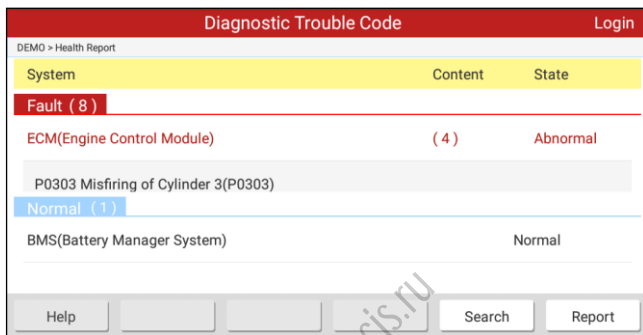 Diagnostic Trouble Code Login
DEMO > Health Report
System Content State
Fault ( 8 )
ECM(Engine Control Module) ( 4 ) Abnormal
P0303 Misfiring of Cylinder 3(P0303)
Normal ( 1 )
BMS(Battery Manager System) Normal
Help Search Report